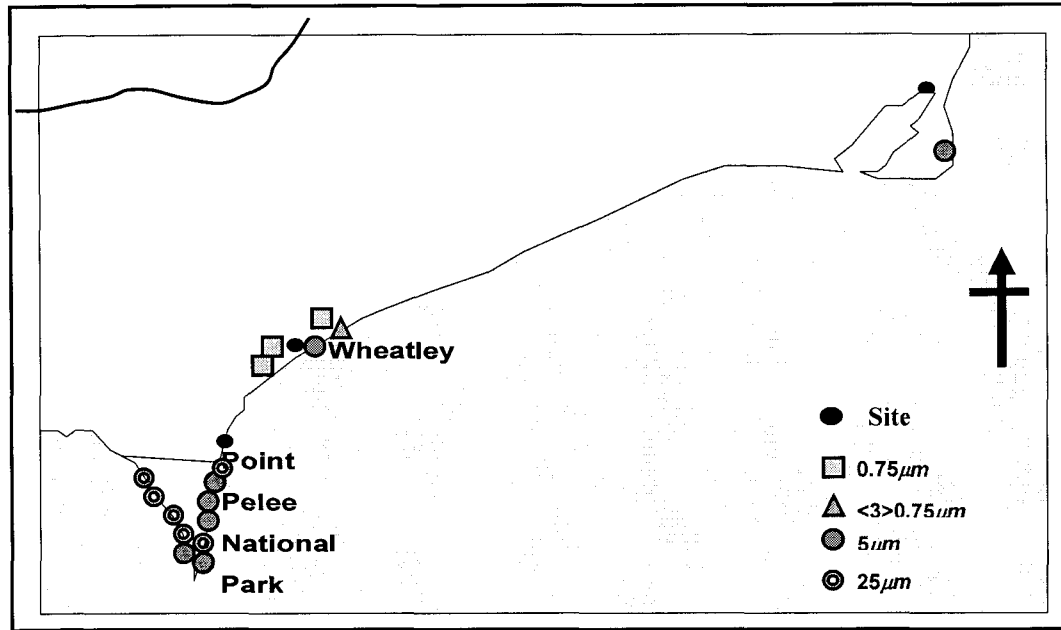 Wheatley
Point
Pelee
National
Park
Site
0.75µm
<3>0.75µm
5µm
25µm